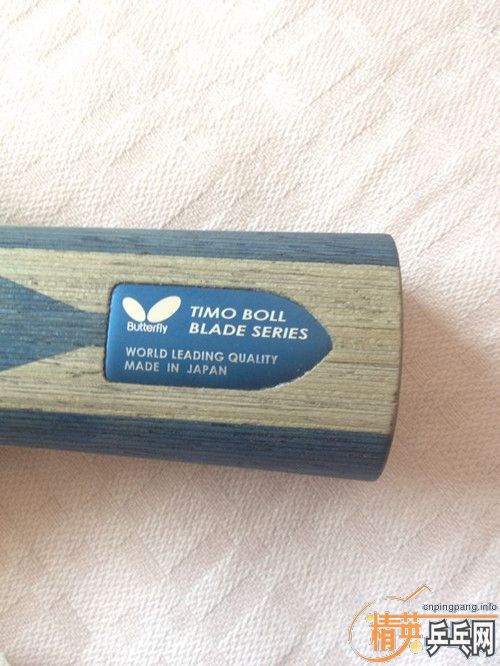 Butterfly
TIMO BOLL
BLADE SERIES
WORLD LEADING QUALITY
MADE IN JAPAN
cnpingpang.info
精英乒乓网